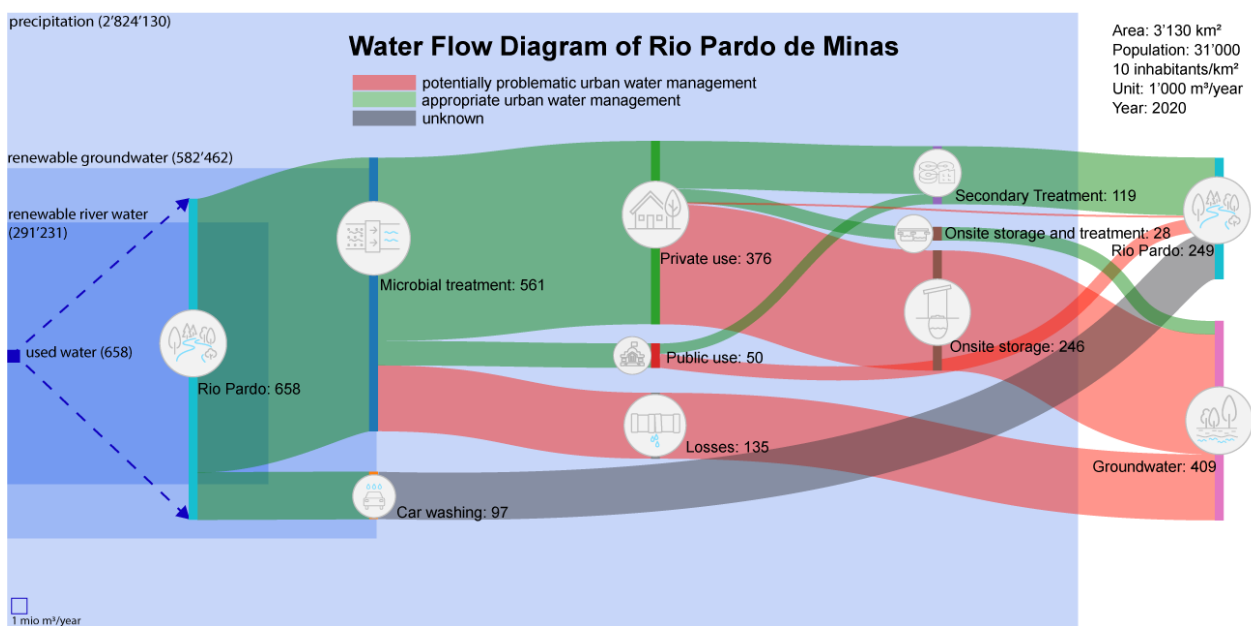 precipitation (2’824’130)
Water Flow Diagram of Rio Pardo de Minas
potentially problematic urban water management
appropriate urban water management
unknown
Area: 3’130 km²
Population: 31’000
10 inhabitants/km²
Unit: 1’000 m³/year
Year: 2020
renewable groundwater (582’462)
renewable river water
(291’231)
used water (658)
Rio Pardo: 658
Microbial treatment: 561
Car washing: 97
Private use: 376
Public use: 50
Losses: 135
Secondary Treatment: 119
Onsite storage and treatment: 28
Onsite storage: 246
Rio Pardo: 249
Groundwater: 409
1 mio m³/year